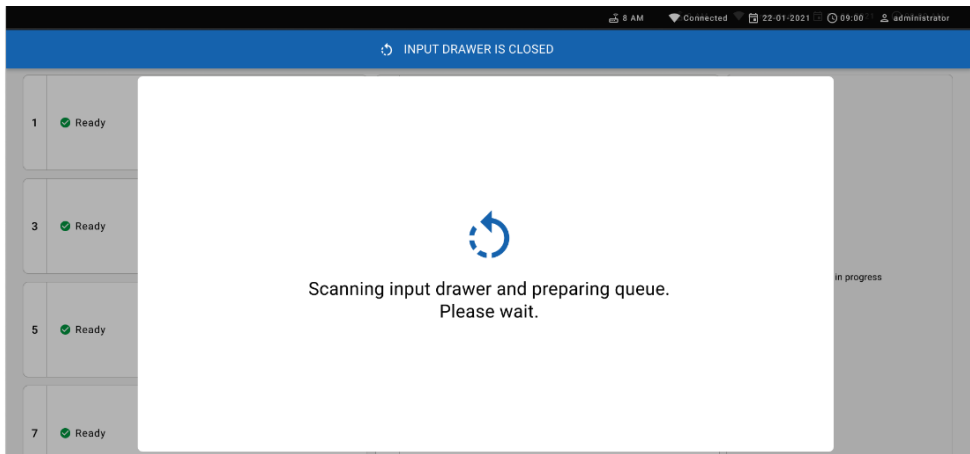 8 AM Connected 22-01-2021 09:00 administrator
INPUT DRAWER IS CLOSED
1 Ready
3 Ready
Scanning input drawer and preparing queue.
Please wait.
in progress
5 Ready
7 Ready